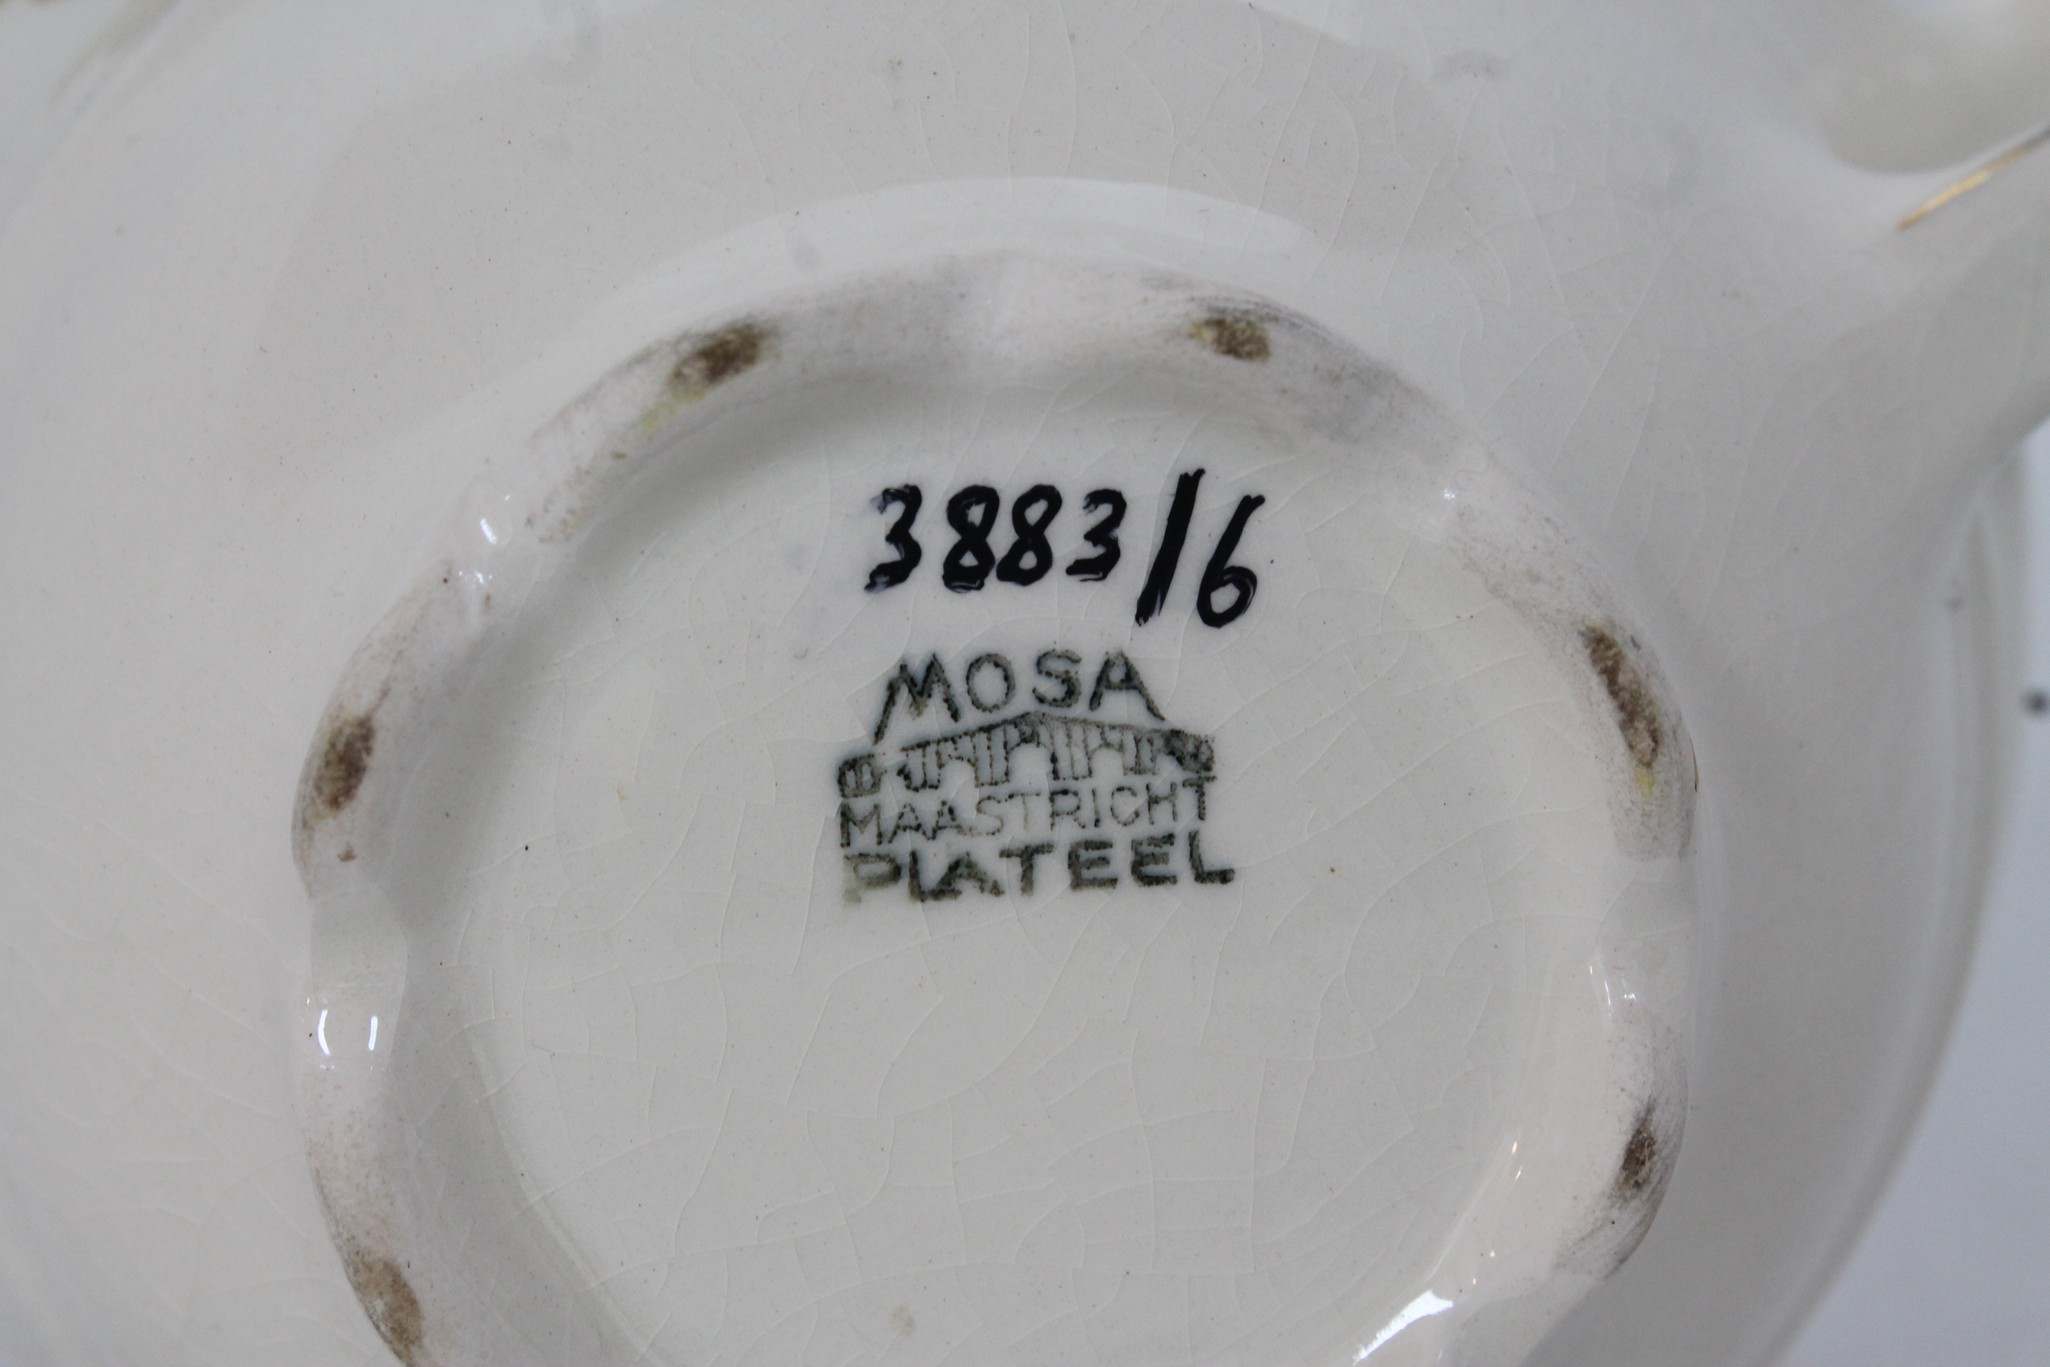 3883/6
MOSA
MAASTRICHT
PLATEEL